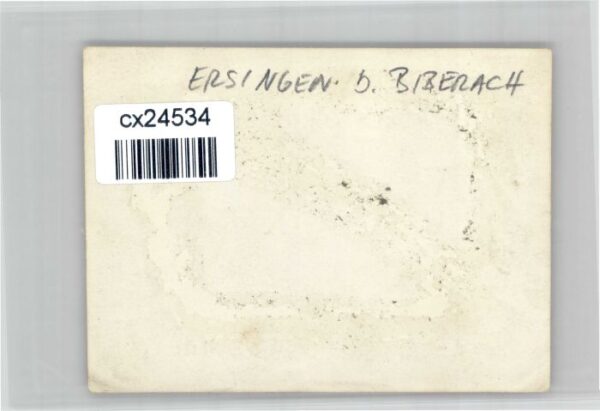 ERSINGEN. b. BIBERACH
cx24534